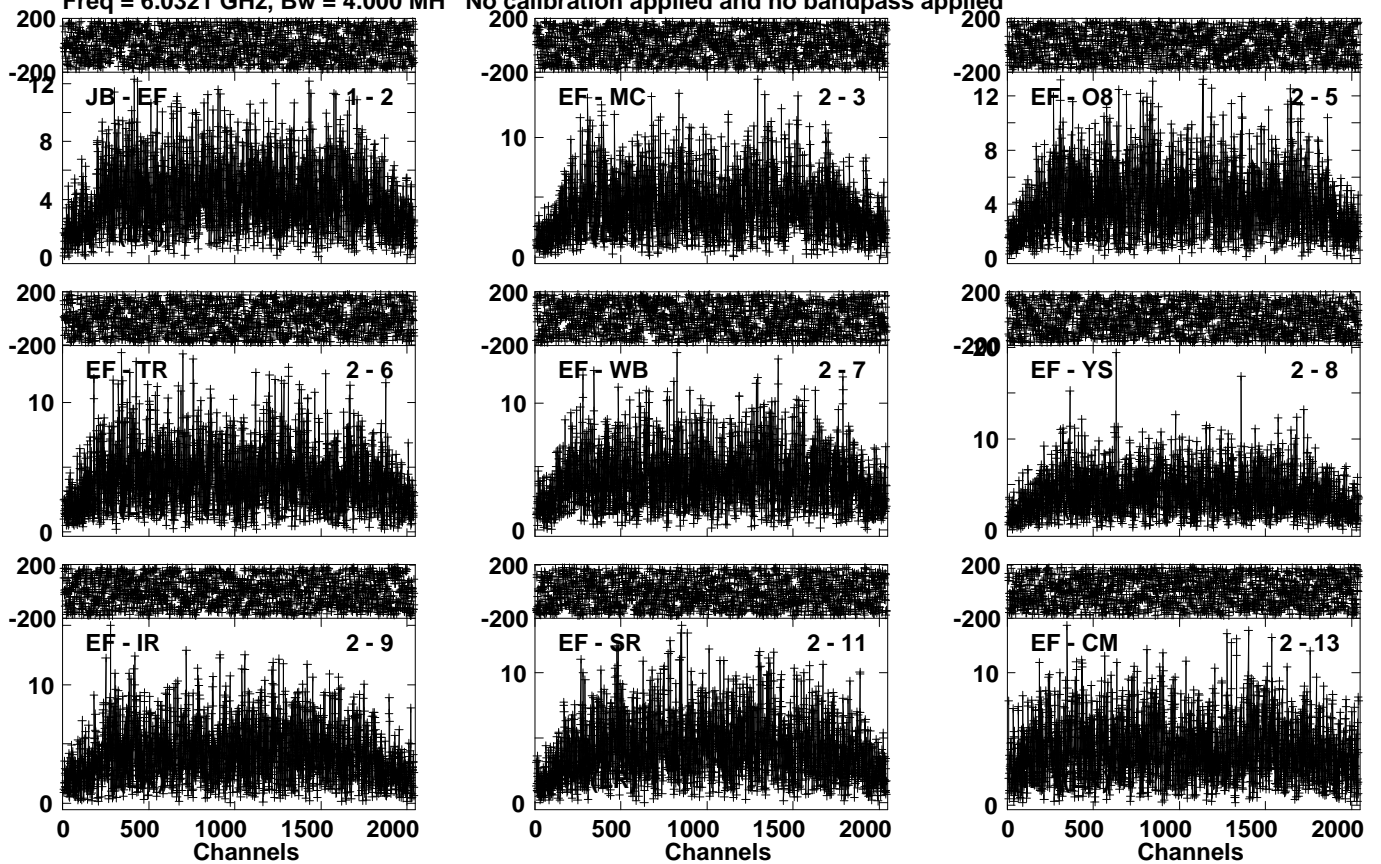 Freq = 6.0321 GHz, Bw = 4.000 MH No calibration applied and no bandpass applied
200 200 200
-200 -200 -200
12 JB - EF 1 - 2 EF - MC 2 - 3 12 EF - O8 2 - 5
10
8 8
4 4
0 0 0
200 200 200
-200 -200 -200
20
EF - TR 2 - 6 EF - WB 2 - 7 EF - YS 2 - 8
10 10 10
0 0 0
200 200 200
-200 -200 -200
EF - IR 2 - 9 EF - SR 2 - 11 EF - CM 2 - 13
10 10 10
0 0 0
0 500 1000 1500 2000 0 500 1000 1500 2000 0 500 1000 1500 2000
Channels Channels Channels